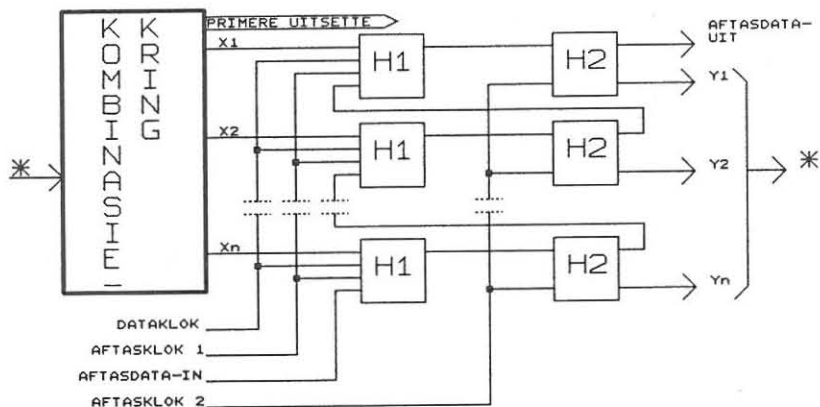 PRIMERE UITSETTE
KOMBINASIE-
KRING
X1
H1
H2
AFTASDATA-
UIT
Y1
X2
H1
H2
Y2
*
*
Xn
H1
H2
Yn
DATAKLOK
AFTASKLOK 1
AFTASDATA-IN
AFTASKLOK 2